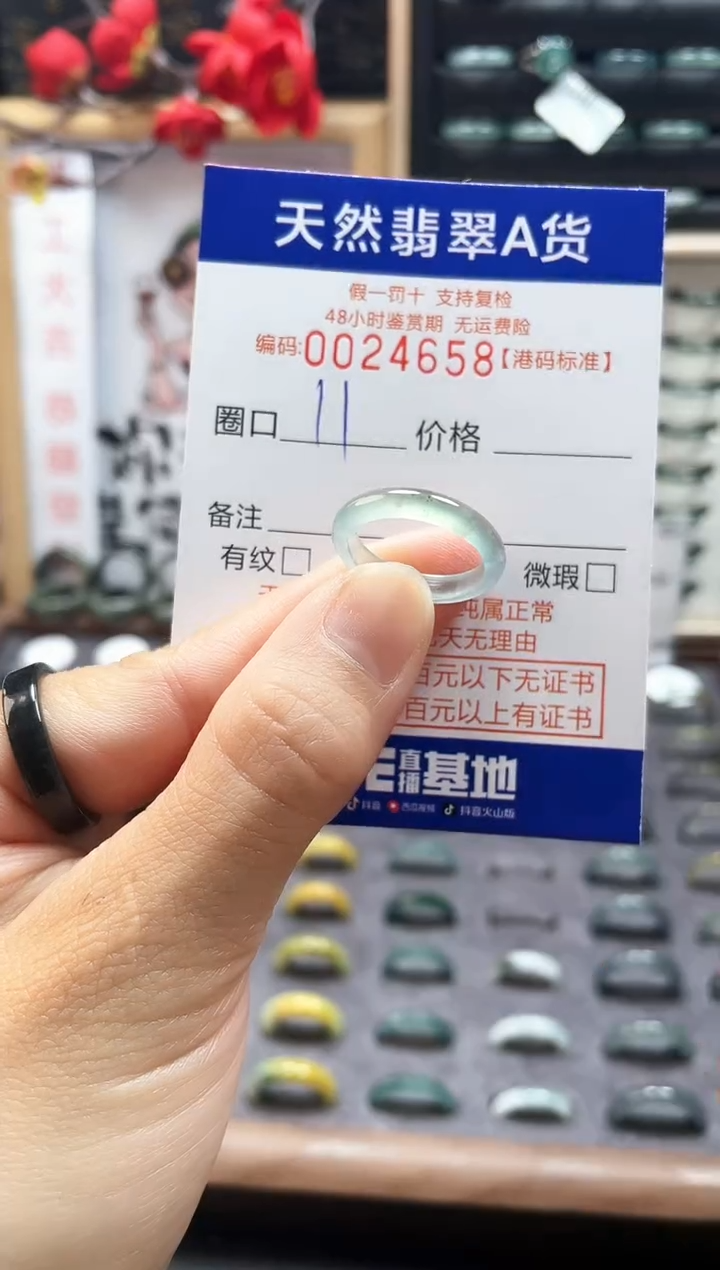 天然翡翠A货
假一罚十 支持复检
48小时鉴赏期 无运费险
编码:0024658【港码标准】
圈口 11 价格
备注
有纹□ 微瑕□
纯属正常
天无理由
百元以下无证书
百元以上有证书
直播基地
抖音 西瓜视频 抖音火山版